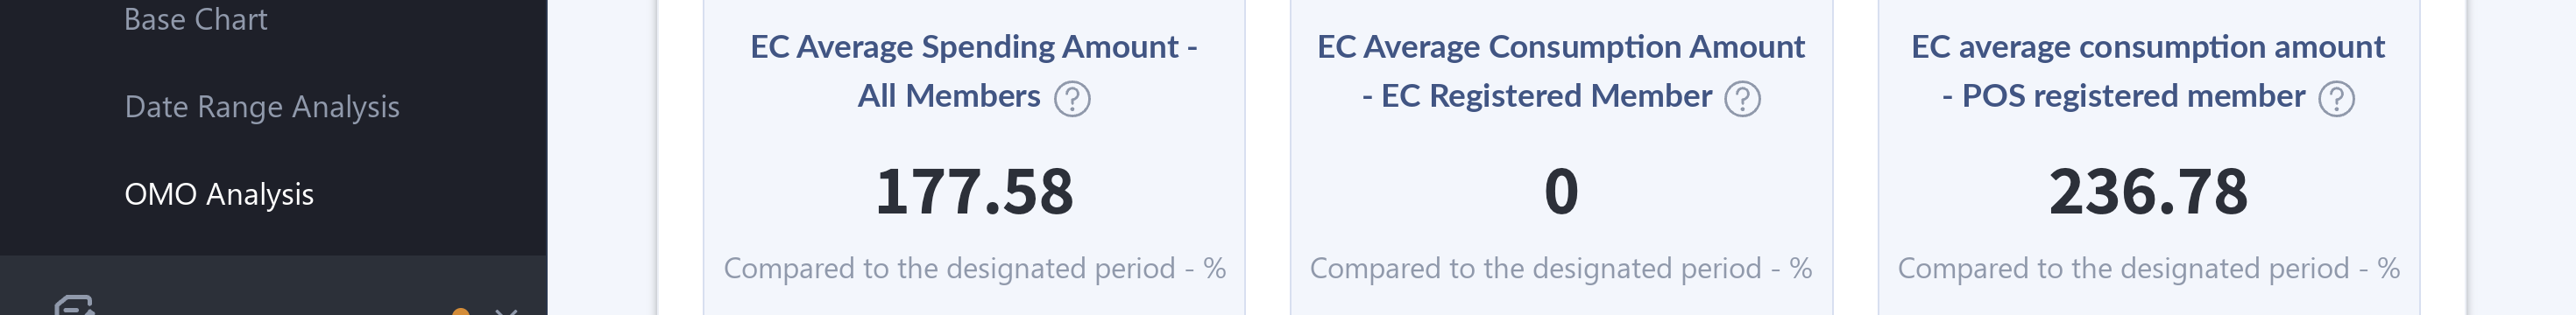 Base Chart
Date Range Analysis
OMO Analysis
EC Average Spending Amount -
All Members ?
177.58
Compared to the designated period - %
EC Average Consumption Amount
- EC Registered Member ?
0
Compared to the designated period - %
EC average consumption amount
- POS registered member ?
236.78
Compared to the designated period - %